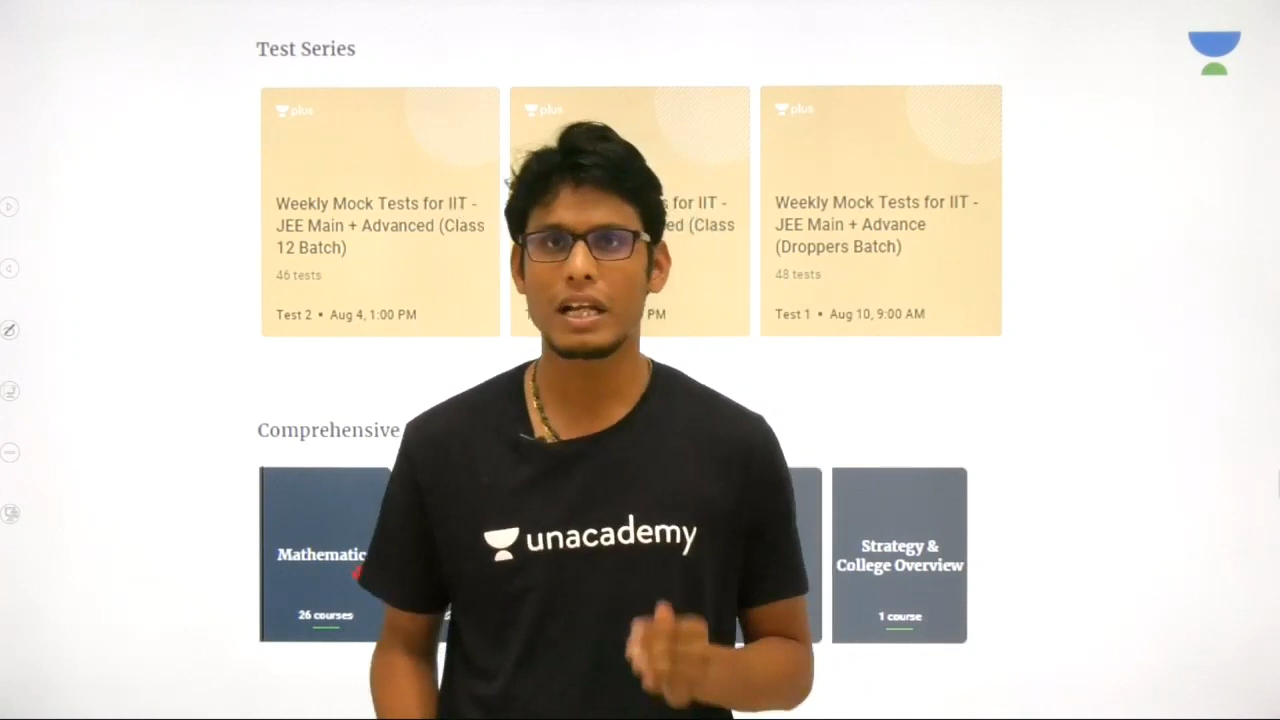 Test Series
plus
Weekly Mock Tests for IIT -
JEE Main + Advanced (Class
12 Batch)
46 tests
Test 2 • Aug 4, 1:00 PM
plus
s for IIT -
ed (Class
PM
plus
Weekly Mock Tests for IIT -
JEE Main + Advance
(Droppers Batch)
48 tests
Test 1 • Aug 10, 9:00 AM
Comprehensive
Mathematic
26 courses
Strategy &
College Overview
1 course
unacademy